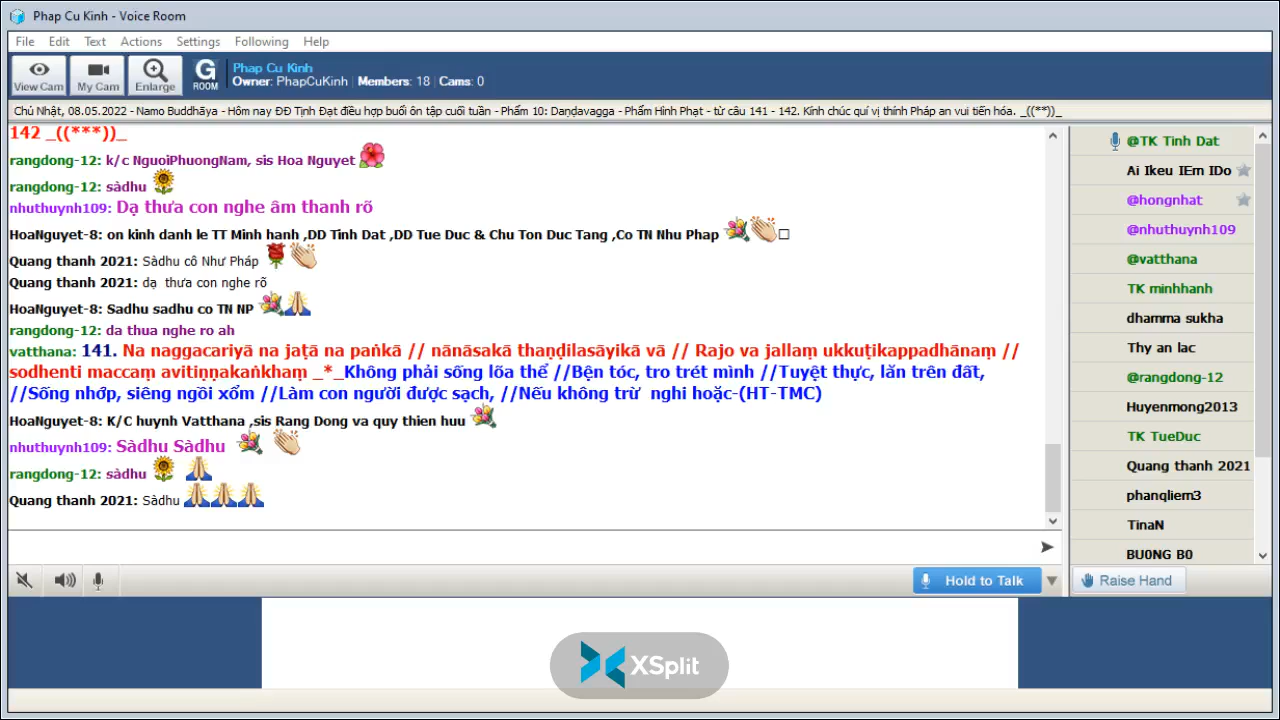 Phap Cu Kinh - Voice Room
File Edit Text Actions Settings Following Help
View Cam My Cam Enlarge G ROOM
Phap Cu Kinh
Owner: PhapCuKinh | Members: 18 | Cams: 0
Chủ Nhật, 08.05.2022 - Namo Buddhāya - Hôm nay ĐĐ Tịnh Đạt điều hợp buổi ôn tập cuối tuần - Phẩm 10: Daṇḍavagga - Phẩm Hình Phạt - từ câu 141 - 142. Kính chúc quí vị thính Pháp an vui tiến hóa. _((**))_
142 _((***))_
rangdong-12: k/c NguoiPhuongNam, sis Hoa Nguyet
rangdong-12: sàdhu
nhuthuynh109: Dạ thưa con nghe âm thanh rõ
HoaNguyet-8: on kinh danh le TT Minh hanh ,DD Tinh Dat ,DD Tue Duc & Chu Ton Duc Tang ,Co TN Nhu Phap
Quang thanh 2021: Sàdhu cô Như Pháp
Quang thanh 2021: dạ thưa con nghe rõ
HoaNguyet-8: Sadhu sadhu co TN NP
rangdong-12: da thua nghe ro ah
vatthana: 141. Na naggacariyā na jaṭā na paṅkā // nānāsakā thaṇḍilasāyikā vā // Rajo va jallaṃ ukkuṭikappadhānaṃ //
sodhenti maccaṃ avitiṇṇakaṅkhaṃ _*_Không phải sống lõa thể //Bện tóc, tro trét mình //Tuyệt thực, lăn trên đất,
//Sống nhớp, siêng ngồi xổm //Làm con người được sạch, //Nếu không trừ nghi hoặc-(HT-TMC)
HoaNguyet-8: K/C huynh Vatthana ,sis Rang Dong va quy thien huu
nhuthuynh109: Sàdhu Sàdhu
rangdong-12: sàdhu
Quang thanh 2021: Sàdhu
Hold to Talk
@TK Tinh Dat
Ai Ikeu IEm IDo
@hongnhat
@nhuthuynh109
@vatthana
TK minhhanh
dhamma sukha
Thy an lac
@rangdong-12
Huyenmong2013
TK TueDuc
Quang thanh 2021
phanqliem3
TinaN
BU0NG B0
Raise Hand
XSplit